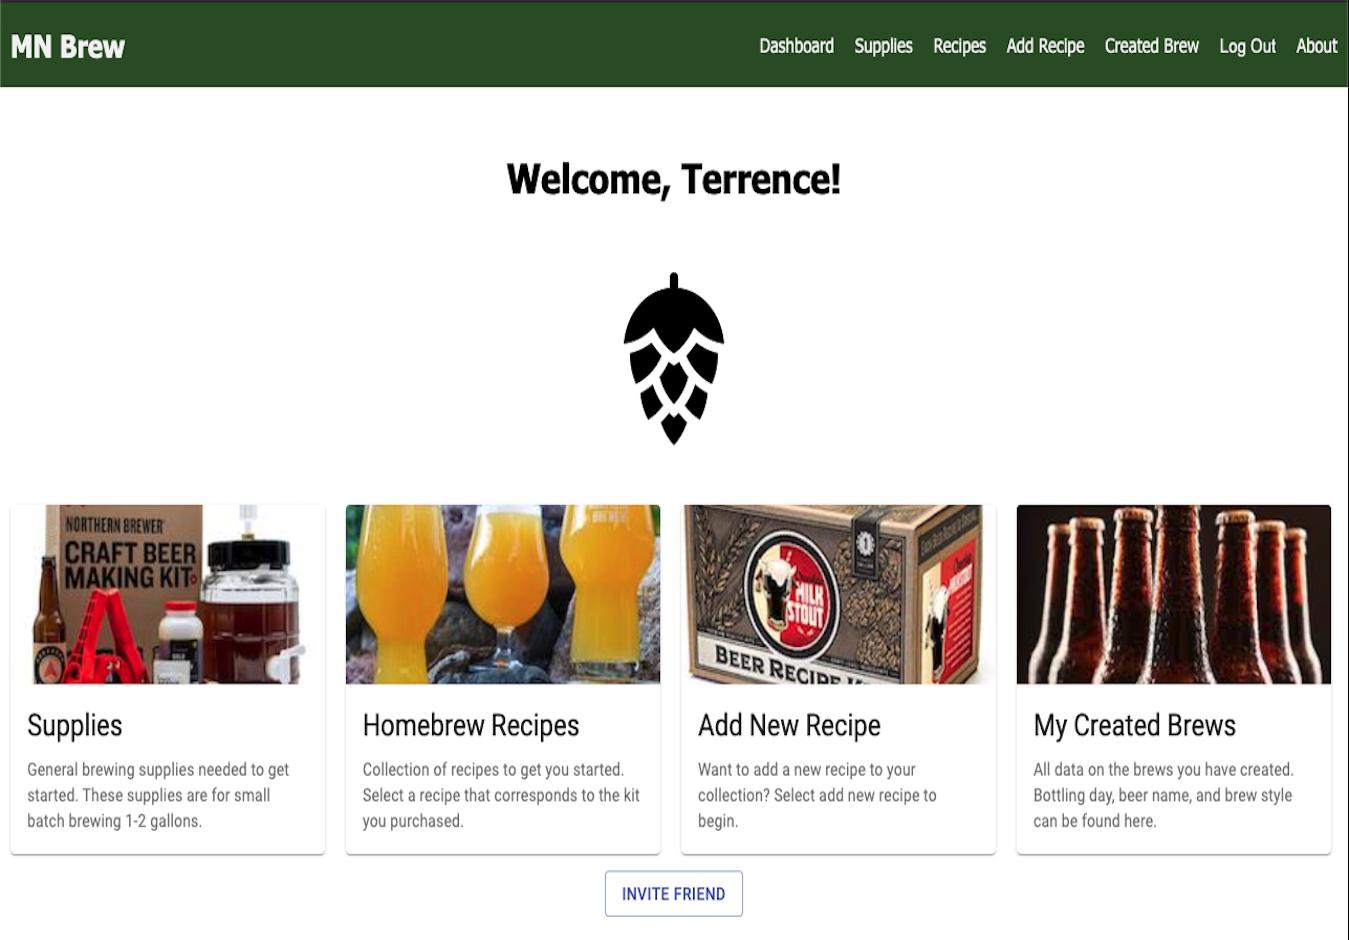 MN Brew
Dashboard Supplies Recipes Add Recipe Created Brew Log Out About
Welcome, Terrence!
NORTHERN BREWER
CRAFT BEER
MAKING KIT
MILK
STOUT
BEER RECIPE K
Supplies
General brewing supplies needed to get
started. These supplies are for small
batch brewing 1-2 gallons.
Homebrew Recipes
Collection of recipes to get you started.
Select a recipe that corresponds to the kit
you purchased.
Add New Recipe
Want to add a new recipe to your
collection? Select add new recipe to
begin.
My Created Brews
All data on the brews you have created.
Bottling day, beer name, and brew style
can be found here.
INVITE FRIEND